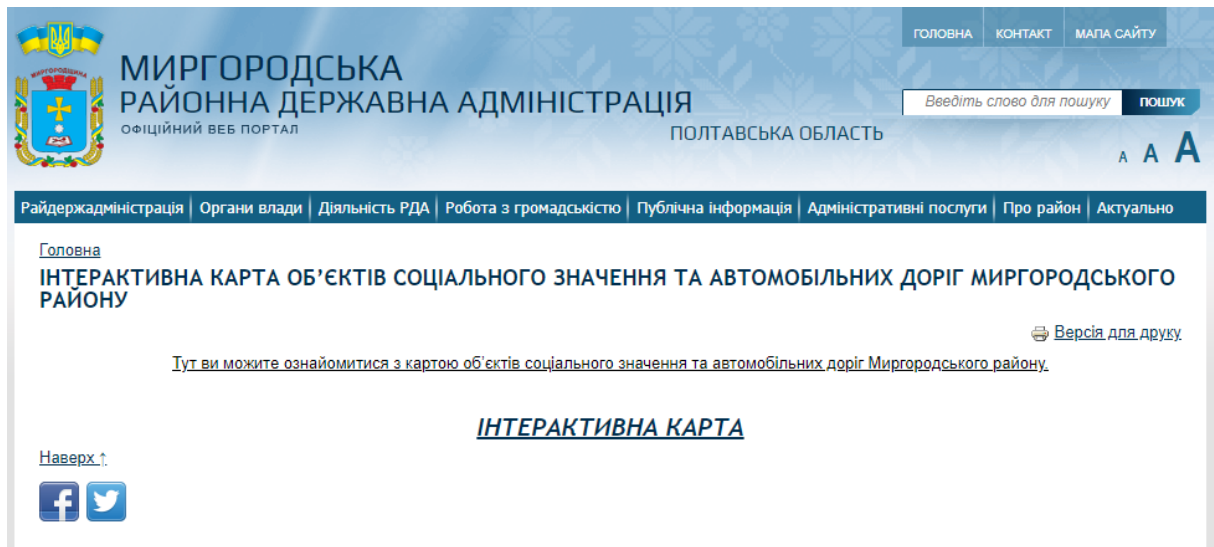 ГОЛОВНА КОНТАКТ МАПА САЙТУ
МИРГОРОДЩИНА
МИРГОРОДСЬКА
РАЙОННА ДЕРЖАВНА АДМІНІСТРАЦІЯ
ОФІЦІЙНИЙ ВЕБ ПОРТАЛ
ПОЛТАВСЬКА ОБЛАСТЬ
Введіть слово для пошуку ПОШУК
А А А
Райдержадміністрація Органи влади Діяльність РДА Робота з громадськістю Публічна інформація Адміністративні послуги Про район Актуально
Головна
ІНТЕРАКТИВНА КАРТА ОБ’ЄКТІВ СОЦІАЛЬНОГО ЗНАЧЕННЯ ТА АВТОМОБІЛЬНИХ ДОРІГ МИРГОРОДСЬКОГО
РАЙОНУ
Версія для друку
Тут ви можите ознайомитися з картою об’єктів соціального значення та автомобільних доріг Миргородського району.
ІНТЕРАКТИВНА КАРТА
Наверх ↑